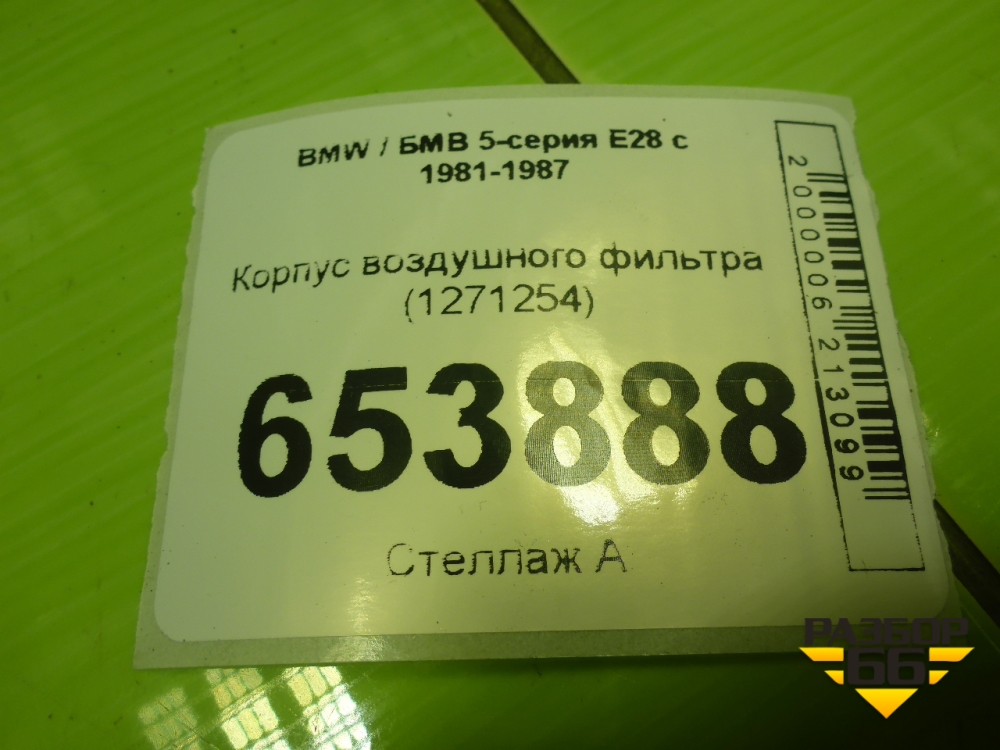 BMW / БМВ 5-серия E28 с
1981-1987
Корпус воздушного фильтра
(1271254)
653888
Стеллаж А
2000006213099
РАЗБОР
66